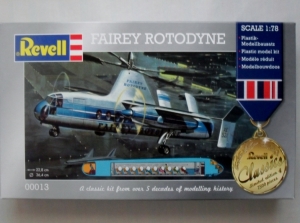 Revell
FAIREY ROTODYNE
SCALE 1:78
Plastik-Modellbausatz
Plastic model kit
Modèle réduit
Modelbouwdoos
Revell
Classics
00013
A classic kit from over 5 decades of modelling history